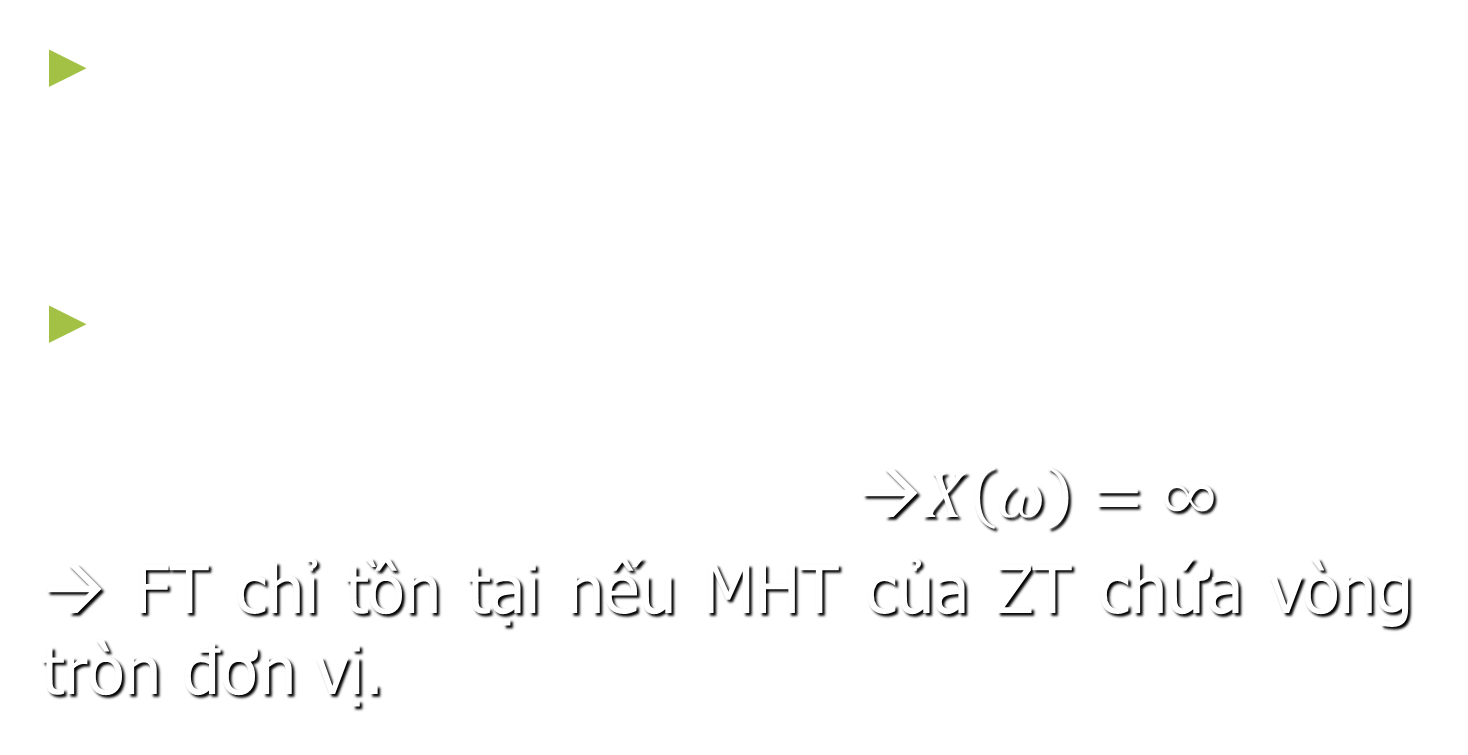 →X(ω) = ∞
→ FT chỉ tồn tại nếu MHT của ZT chứa vòng
tròn đơn vị.